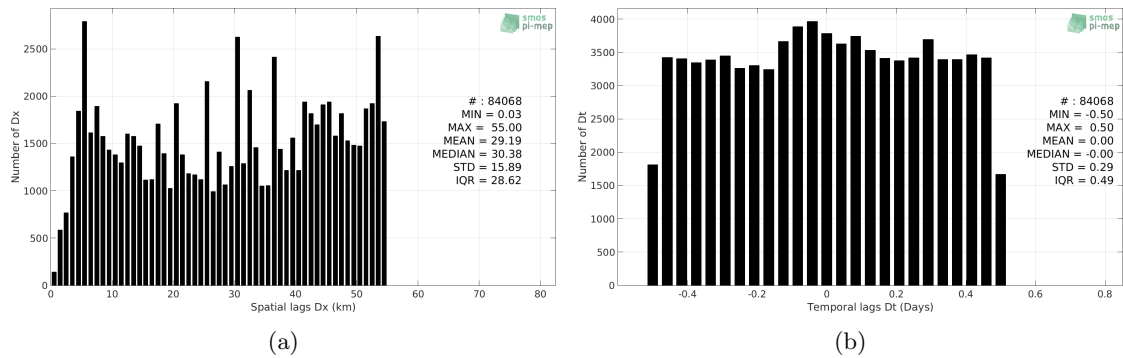 smos
pi-mep
2500
2000
1500
1000
500
0
Number of Dx
# : 84068
MIN = 0.03
MAX = 55.00
MEAN = 29.19
MEDIAN = 30.38
STD = 15.89
IQR = 28.62
0 10 20 30 40 50 60 70 80
Spatial lags Dx (km)
(a)
smos
pi-mep
4000
3500
3000
2500
2000
1500
1000
500
0
Number of Dt
# : 84068
MIN = -0.50
MAX = 0.50
MEAN = 0.00
MEDIAN = -0.00
STD = 0.29
IQR = 0.49
-0.4 -0.2 0 0.2 0.4 0.6 0.8
Temporal lags Dt (Days)
(b)